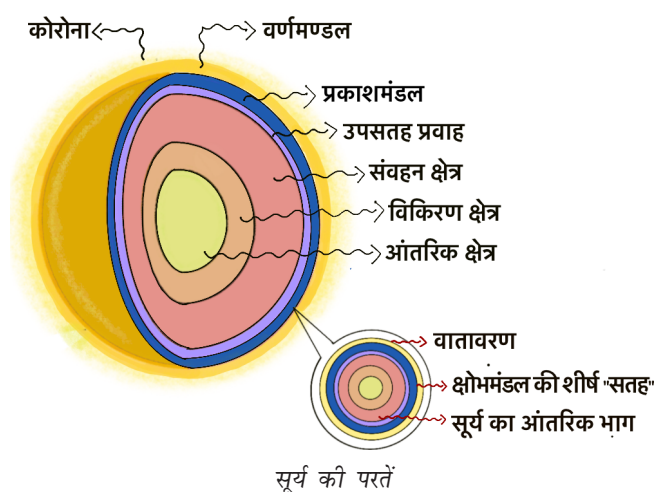 कोरोना
वर्णमण्डल
प्रकाशमंडल
उपसतह प्रवाह
संवहन क्षेत्र
विकिरण क्षेत्र
आंतरिक क्षेत्र
वातावरण
क्षोभमंडल की शीर्ष "सतह"
सूर्य का आंतरिक भाग
सूर्य की परतें